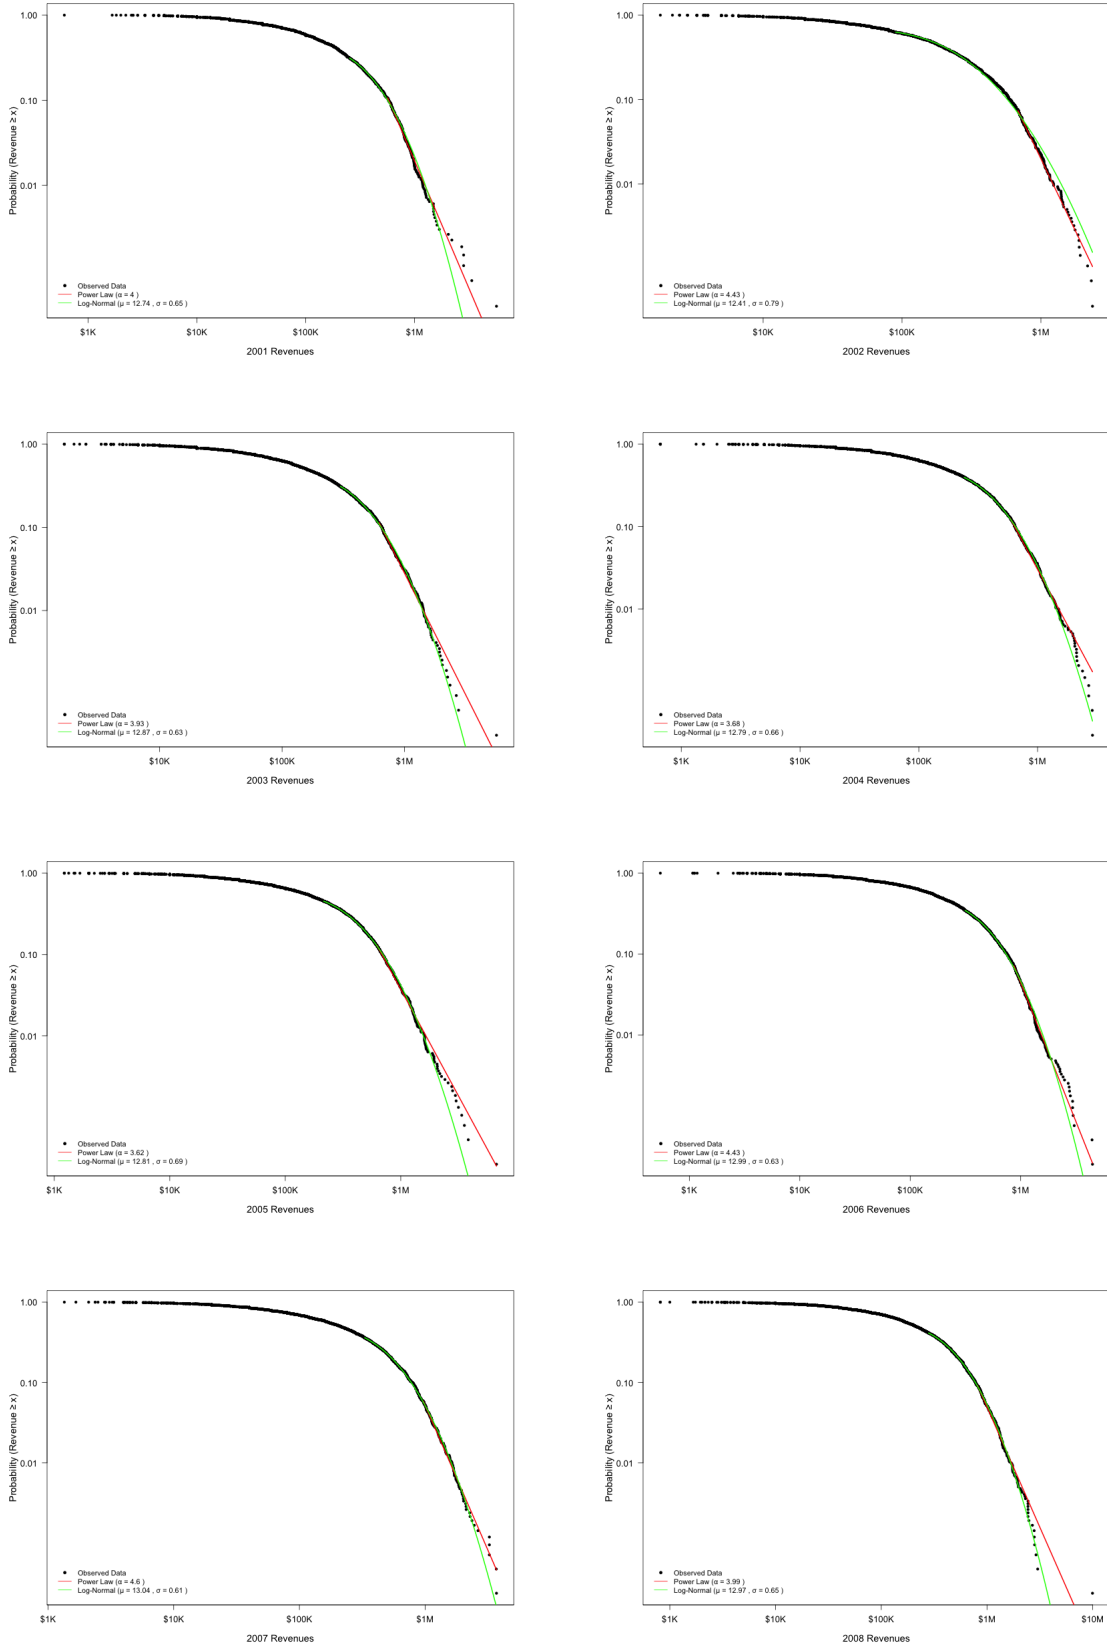 1.00
0.10
0.01
Probability (Revenue ≥ x)
Observed Data
Power Law (α = 4 )
Log-Normal (μ = 12.74 , σ = 0.65 )
$1K $10K $100K $1M
2001 Revenues
1.00
0.10
0.01
Probability (Revenue ≥ x)
Observed Data
Power Law (α = 4.43 )
Log-Normal (μ = 12.41 , σ = 0.79 )
$10K $100K $1M
2002 Revenues
1.00
0.10
0.01
Probability (Revenue ≥ x)
Observed Data
Power Law (α = 3.93 )
Log-Normal (μ = 12.87 , σ = 0.63 )
$10K $100K $1M
2003 Revenues
1.00
0.10
0.01
Probability (Revenue ≥ x)
Observed Data
Power Law (α = 3.68 )
Log-Normal (μ = 12.79 , σ = 0.66 )
$1K $10K $100K $1M
2004 Revenues
1.00
0.10
0.01
Probability (Revenue ≥ x)
Observed Data
Power Law (α = 3.62 )
Log-Normal (μ = 12.81 , σ = 0.69 )
$1K $10K $100K $1M
2005 Revenues
1.00
0.10
0.01
Probability (Revenue ≥ x)
Observed Data
Power Law (α = 4.43 )
Log-Normal (μ = 12.99 , σ = 0.63 )
$1K $10K $100K $1M
2006 Revenues
1.00
0.10
0.01
Probability (Revenue ≥ x)
Observed Data
Power Law (α = 4.6 )
Log-Normal (μ = 13.04 , σ = 0.61 )
$1K $10K $100K $1M
2007 Revenues
1.00
0.10
0.01
Probability (Revenue ≥ x)
Observed Data
Power Law (α = 3.99 )
Log-Normal (μ = 12.97 , σ = 0.65 )
$1K $10K $100K $1M $10M
2008 Revenues